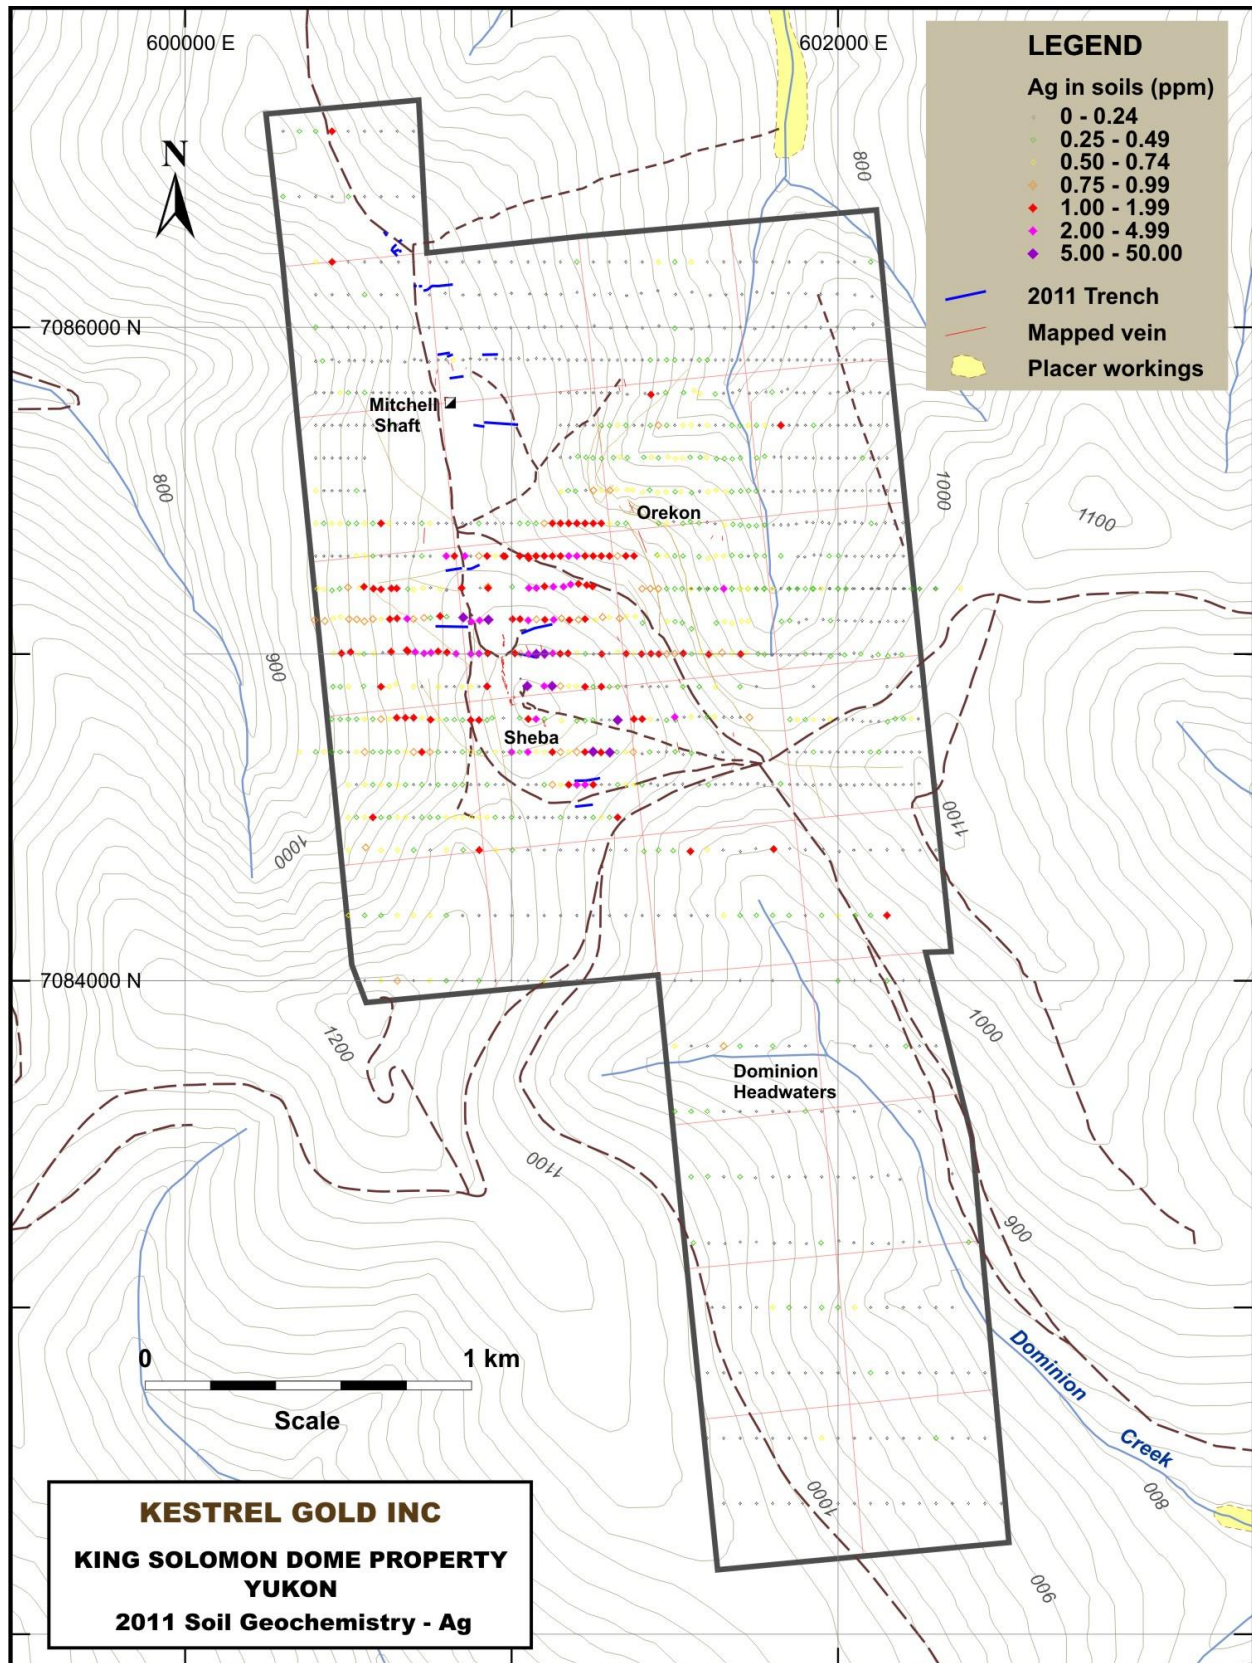 600000 E
602000 E
LEGEND
Ag in soils (ppm)
0 - 0.24
0.25 - 0.49
0.50 - 0.74
0.75 - 0.99
1.00 - 1.99
2.00 - 4.99
5.00 - 50.00
2011 Trench
Mapped vein
Placer workings
800
N
7086000 N
Mitchell
Shaft
800
1000
1100
Orekon
900
Sheba
1100
1000
7084000 N
1200
1000
Dominion
Headwaters
1100
900
0
1 km
Scale
Dominion
Creek
1000
800
900
KESTREL GOLD INC
KING SOLOMON DOME PROPERTY
YUKON
2011 Soil Geochemistry - Ag